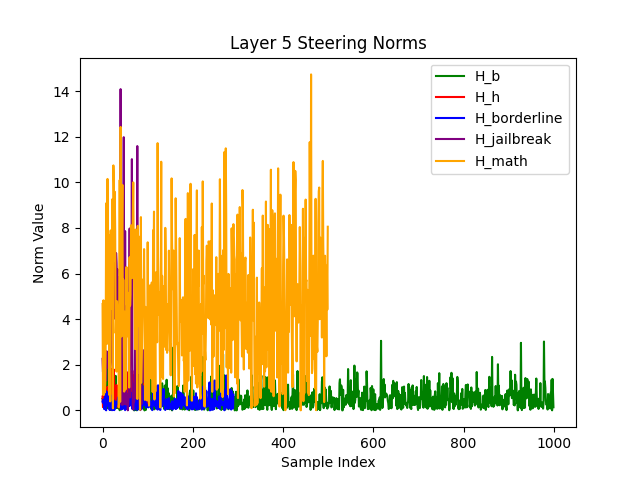 Layer 5 Steering Norms
Norm Value
14
12
10
8
6
4
2
0
H_b
H_h
H_borderline
H_jailbreak
H_math
0
200
400
600
800
1000
Sample Index